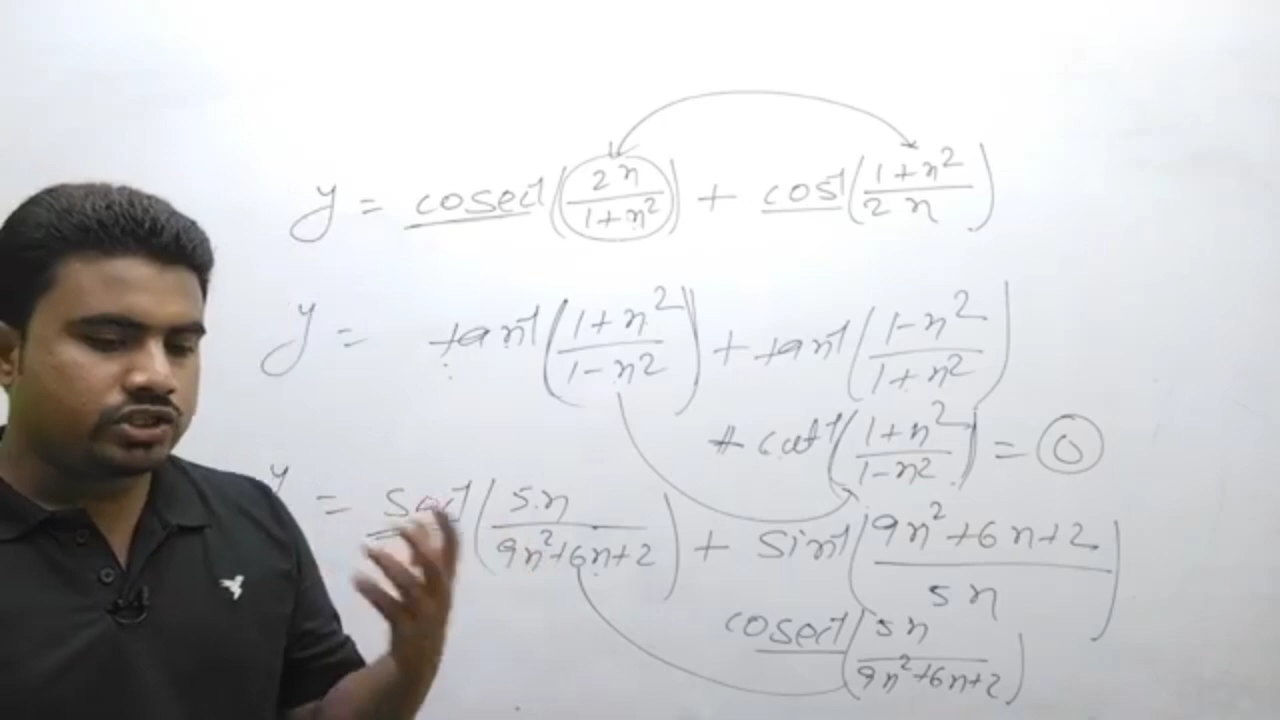 y = cosec⁻¹(2x/(1+x²)) + cos⁻¹((1+x²)/(2x))
y = tan⁻¹((1+x²)/(1-x²)) + tan⁻¹((1-x²)/(1+x²))
+ cot⁻¹((1+x²)/(1-x²)) = 0
y = sec⁻¹(5x/(9x²+6x+2)) + sin⁻¹((9x²+6x+2)/(5x))
cosec⁻¹(5x/(9x²+6x+2))